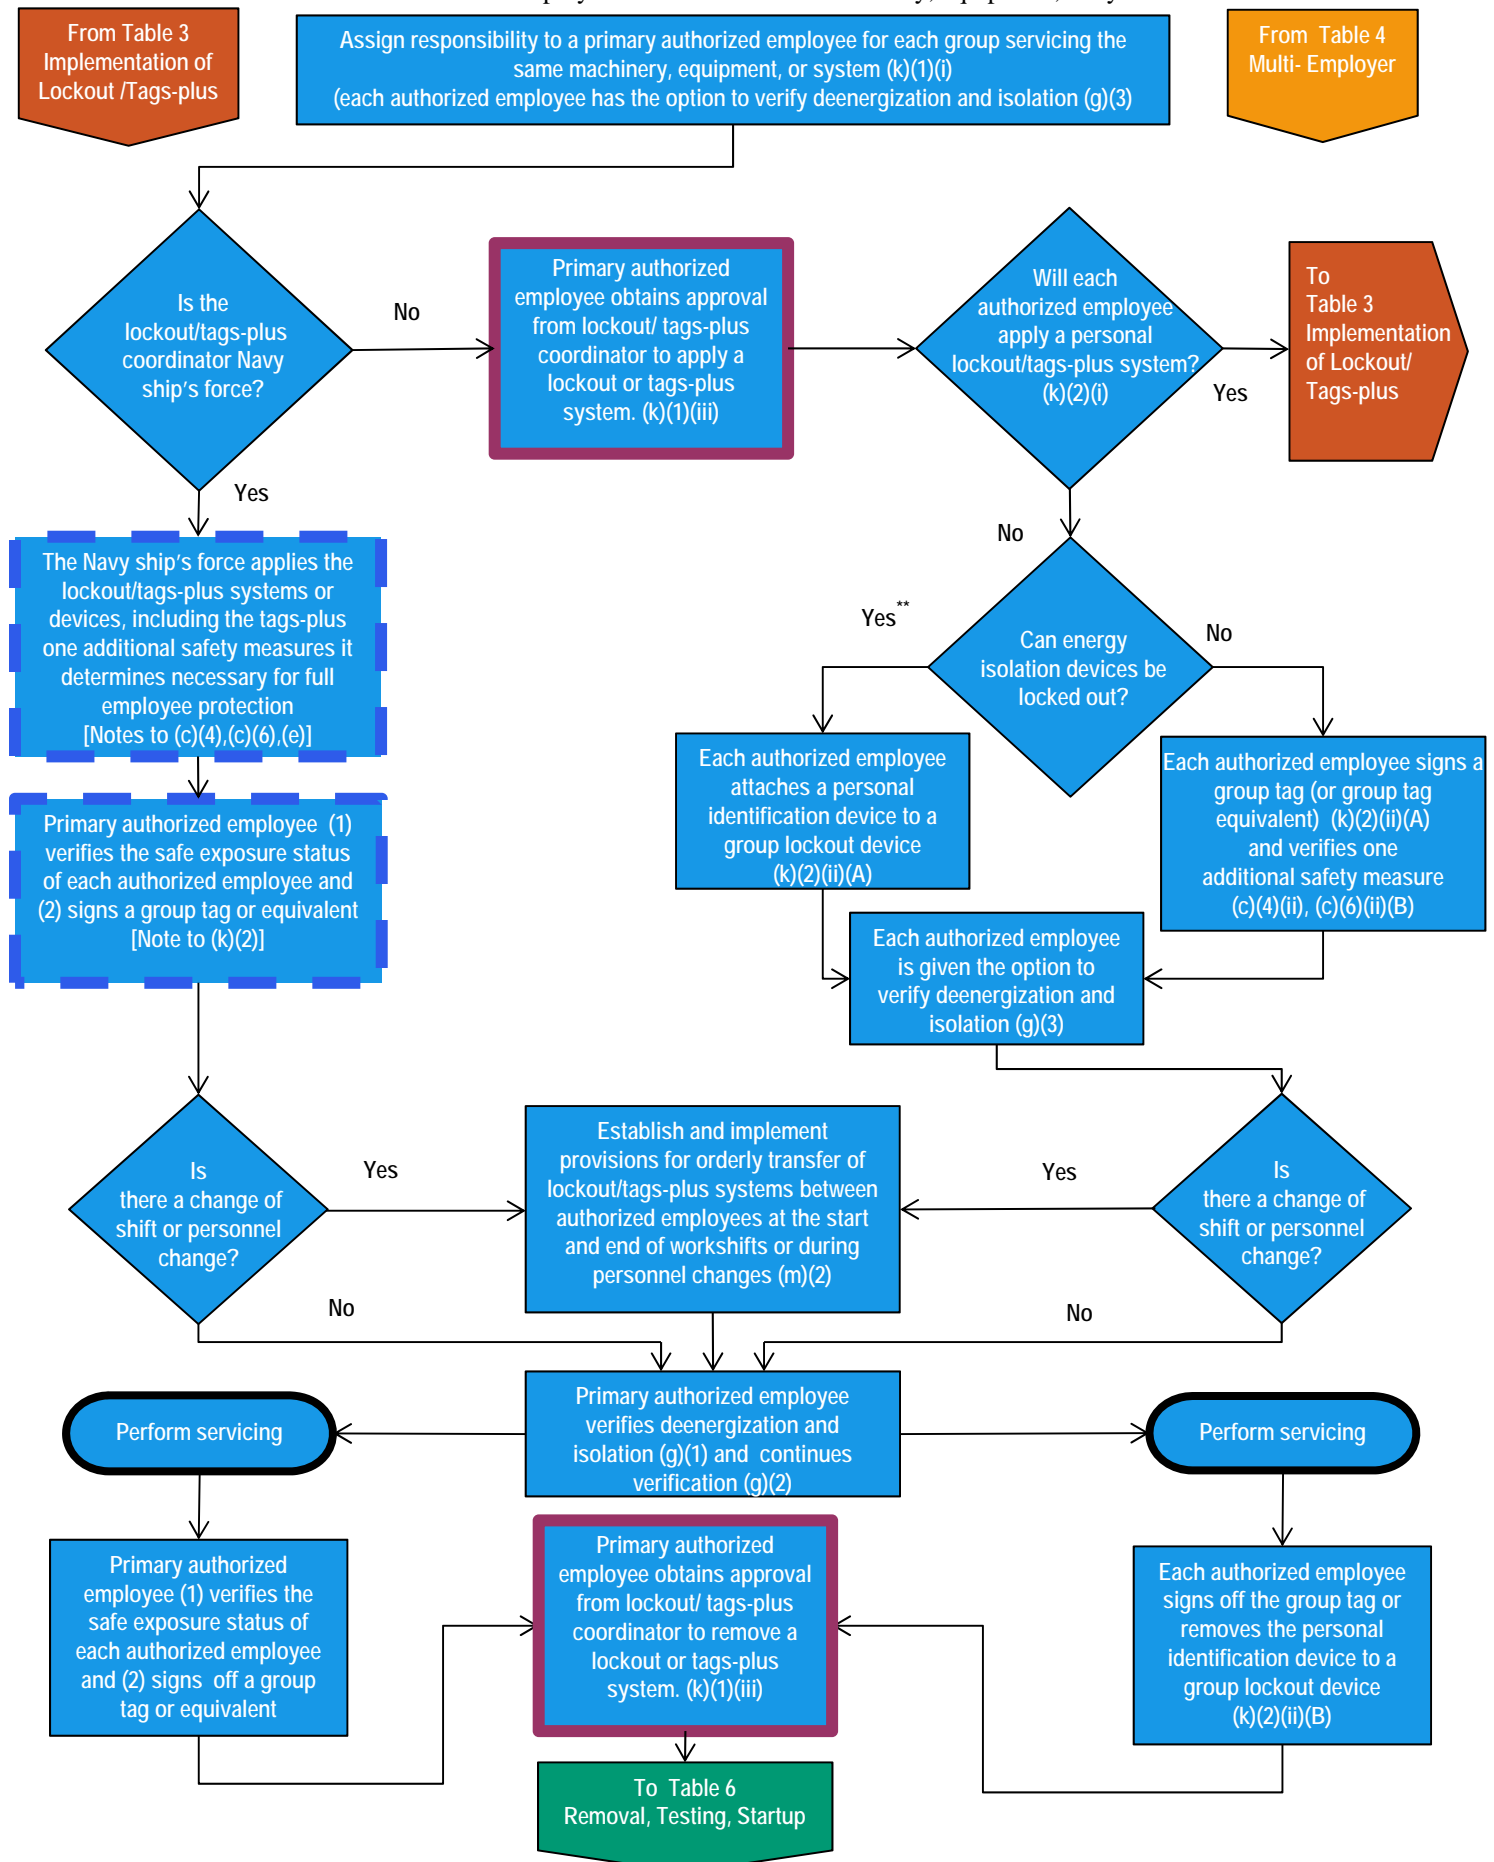 From Table 3
Implementation of
Lockout /Tags-plus
Assign responsibility to a primary authorized employee for each group servicing the
same machinery, equipment, or system (k)(1)(i)
(each authorized employee has the option to verify deenergization and isolation (g)(3)
From Table 4
Multi- Employer
Is the
lockout/tags-plus
coordinator Navy
ship's force?
No
Primary authorized
employee obtains approval
from lockout/ tags-plus
coordinator to apply a
lockout or tags-plus
system. (k)(1)(iii)
Will each
authorized employee
apply a personal
lockout/tags-plus system?
(k)(2)(i)
Yes
To
Table 3
Implementation
of Lockout/
Tags-plus
Yes
No
The Navy ship's force applies the
lockout/tags-plus systems or
devices, including the tags-plus
one additional safety measures it
determines necessary for full
employee protection
[Notes to (c)(4),(c)(6),(e)]
Yes**
Can energy
isolation devices be
locked out?
No
Each authorized employee
attaches a personal
identification device to a
group lockout device
(k)(2)(ii)(A)
Each authorized employee signs a
group tag (or group tag
equivalent) (k)(2)(ii)(A)
and verifies one
additional safety measure
(c)(4)(ii), (c)(6)(ii)(B)
Primary authorized employee (1)
verifies the safe exposure status
of each authorized employee and
(2) signs a group tag or equivalent
[Note to (k)(2)]
Each authorized employee
is given the option to
verify deenergization and
isolation (g)(3)
Is
there a change of
shift or personnel
change?
Yes
Establish and implement
provisions for orderly transfer of
lockout/tags-plus systems between
authorized employees at the start
and end of workshifts or during
personnel changes (m)(2)
Yes
Is
there a change of
shift or personnel
change?
No
No
Perform servicing
Primary authorized employee
verifies deenergization and
isolation (g)(1) and continues
verification (g)(2)
Perform servicing
Primary authorized
employee (1) verifies the
safe exposure status of
each authorized employee
and (2) signs off a group
tag or equivalent
Primary authorized
employee obtains approval
from lockout/ tags-plus
coordinator to remove a
lockout or tags-plus
system. (k)(1)(iii)
Each authorized employee
signs off the group tag or
removes the personal
identification device to a
group lockout device
(k)(2)(ii)(B)
To Table 6
Removal, Testing, Startup